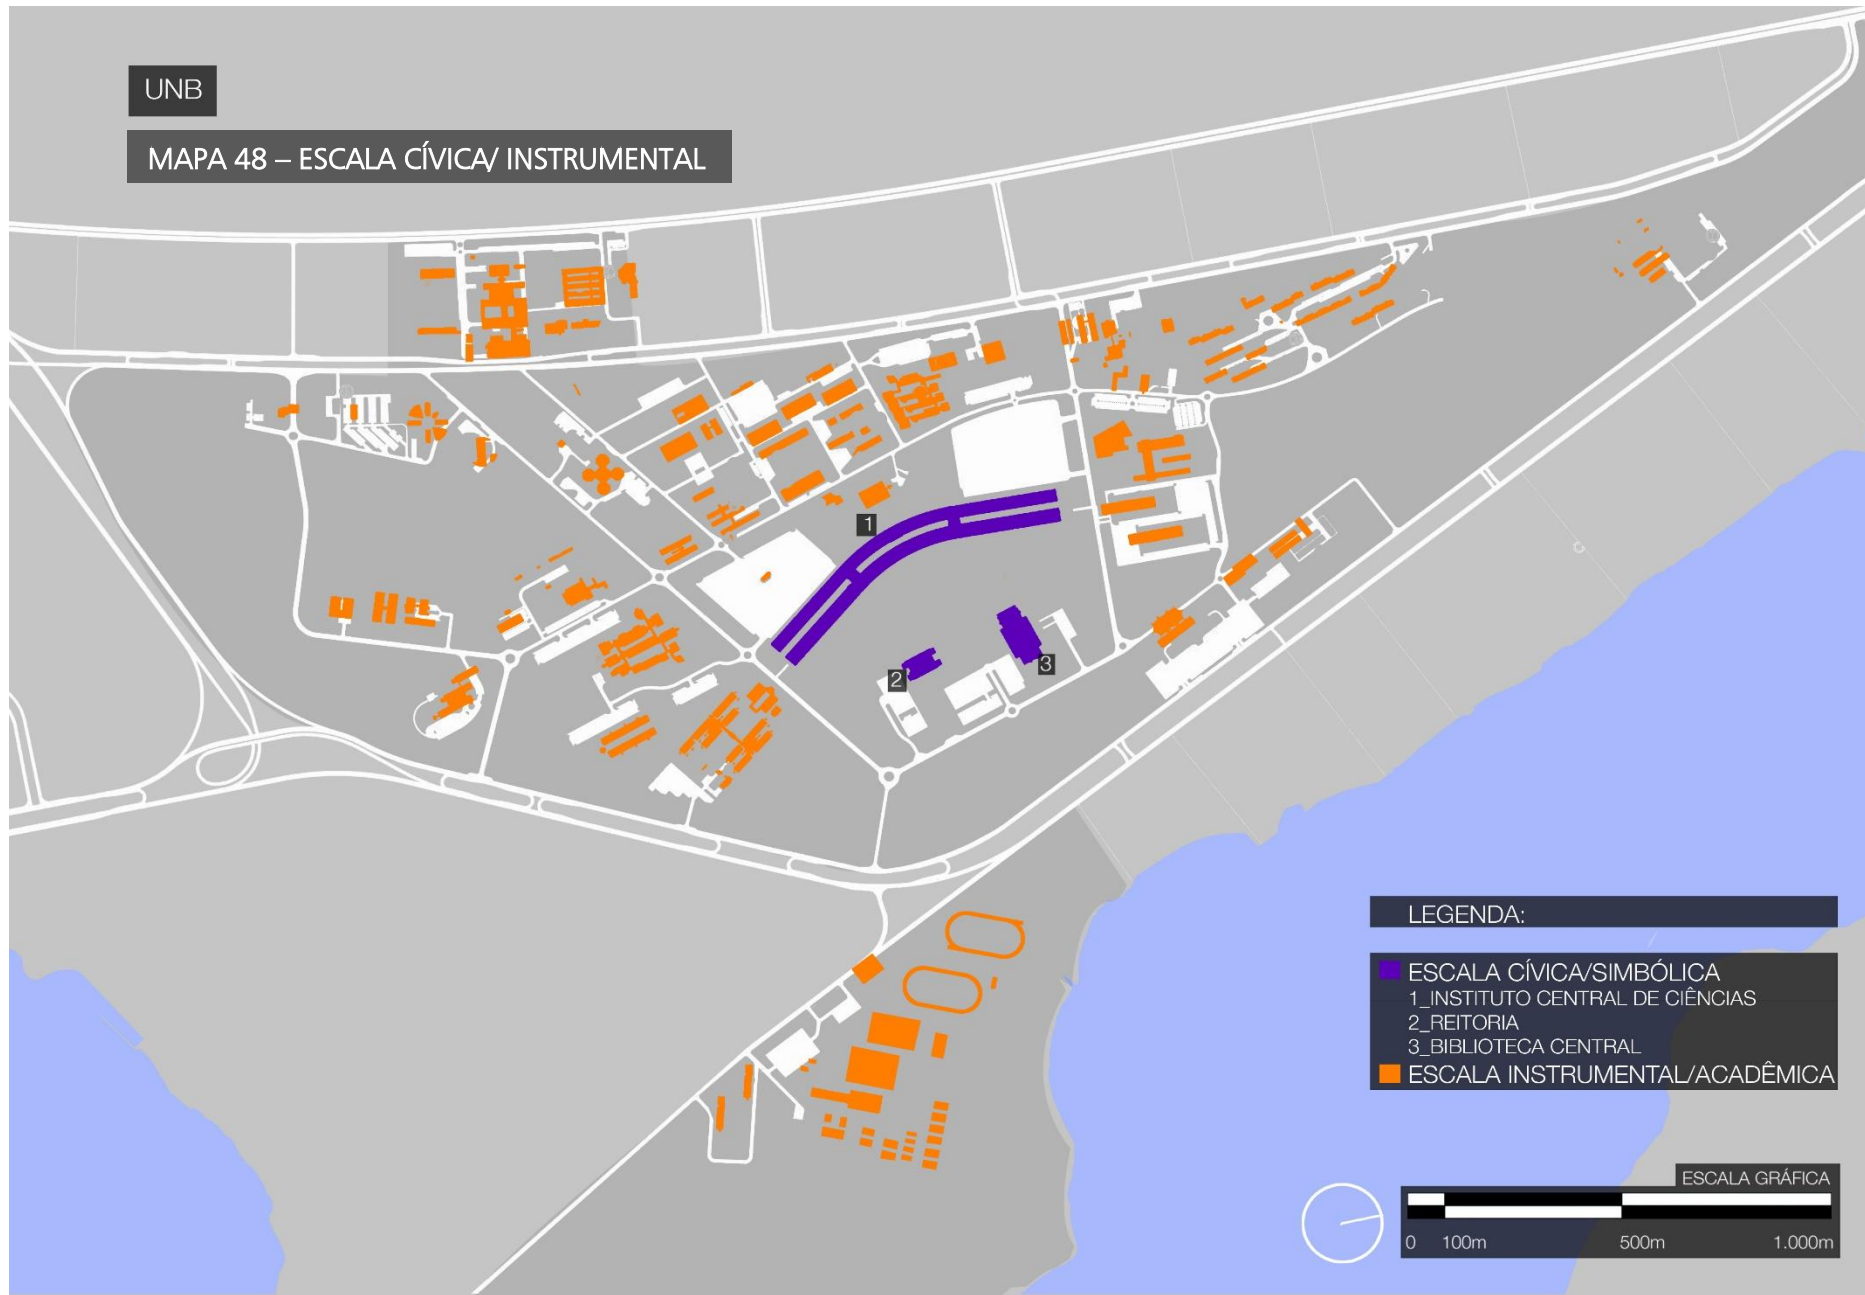 UNB
MAPA 48 – ESCALA CÍVICA/ INSTRUMENTAL
1
2
3
LEGENDA:
ESCALA CÍVICA/SIMBÓLICA
1_INSTITUTO CENTRAL DE CIÊNCIAS
2_REITORIA
3_BIBLIOTECA CENTRAL
ESCALA INSTRUMENTAL/ACADÊMICA
ESCALA GRÁFICA
0 100m 500m 1.000m